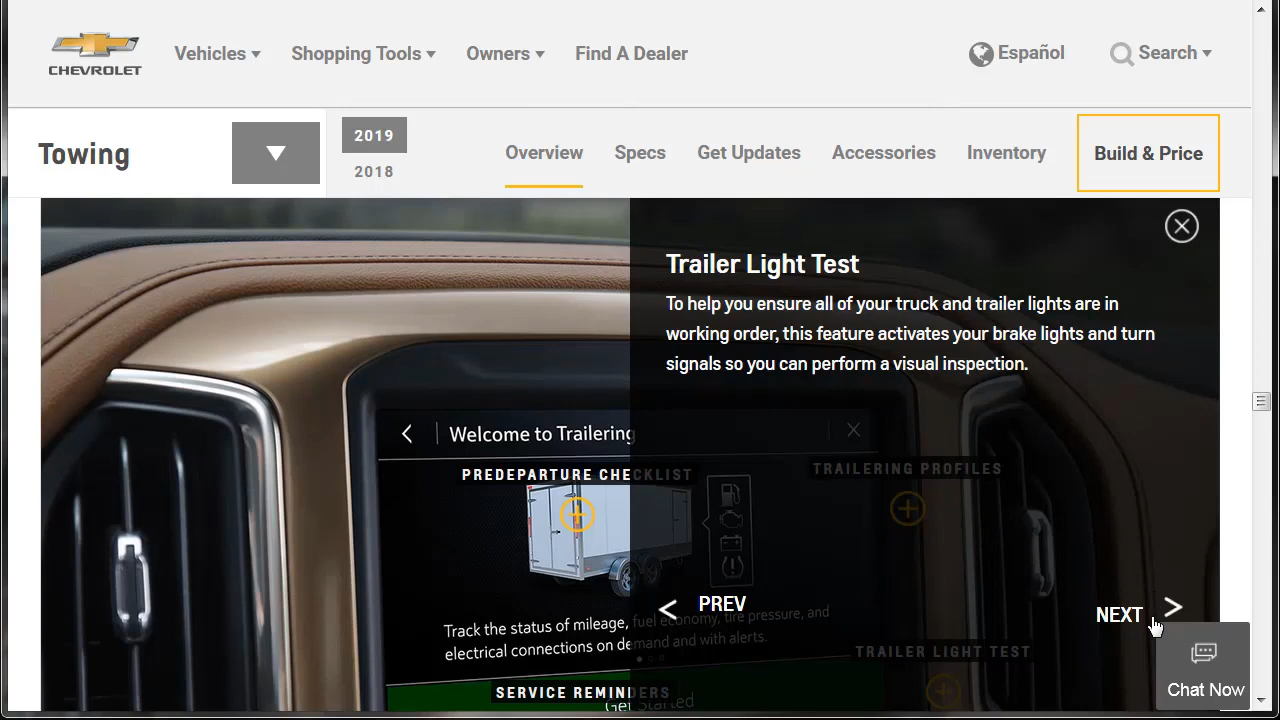 CHEVROLET
Vehicles
Shopping Tools
Owners
Find A Dealer
Español
Search
Towing
2019
2018
Overview
Specs
Get Updates
Accessories
Inventory
Build & Price
Trailer Light Test
To help you ensure all of your truck and trailer lights are in
working order, this feature activates your brake lights and turn
signals so you can perform a visual inspection.
Welcome to Trailering
PREDEPARTURE CHECKLIST
TRAILERING PROFILES
PREV
NEXT
Track the status of mileage, fuel economy, tire pressure, and
electrical connections on demand and with alerts.
TRAILER LIGHT TEST
SERVICE REMINDERS
Get Started
Chat Now